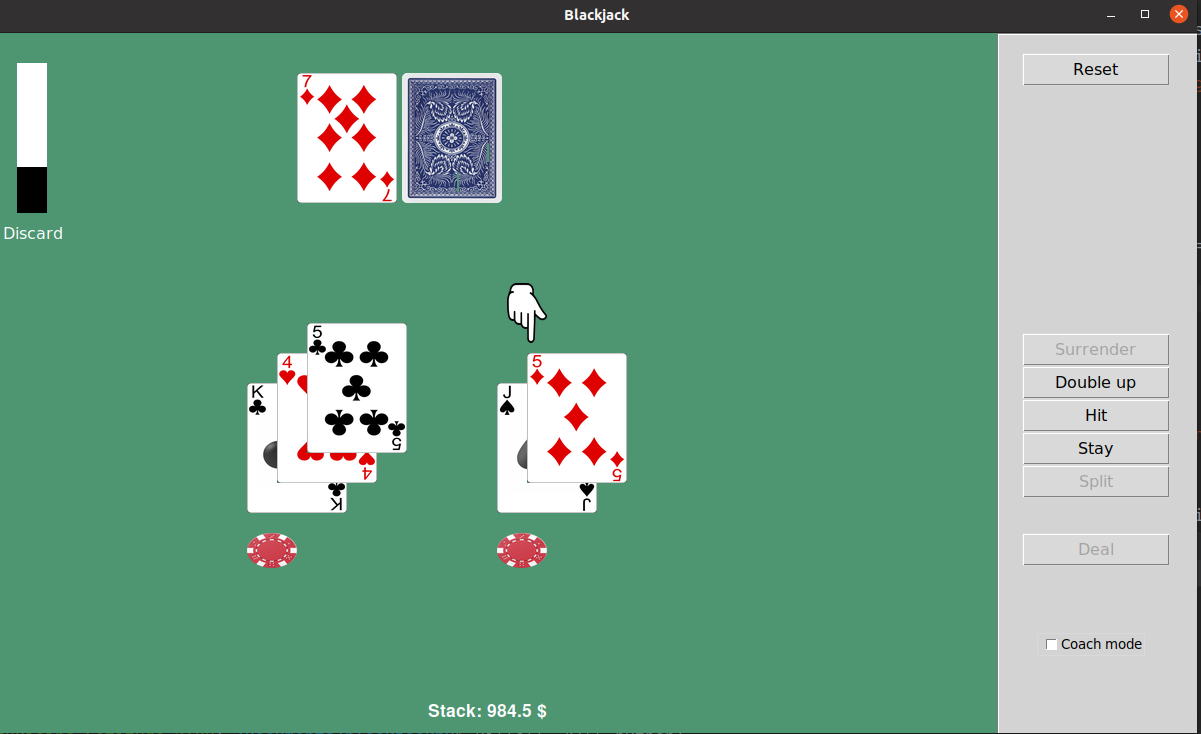 Blackjack
Reset
7
7
Discard
5
4
K
5
4
K
5
J
5
J
Surrender
Double up
Hit
Stay
Split
Deal
Coach mode
Stack: 984.5 $